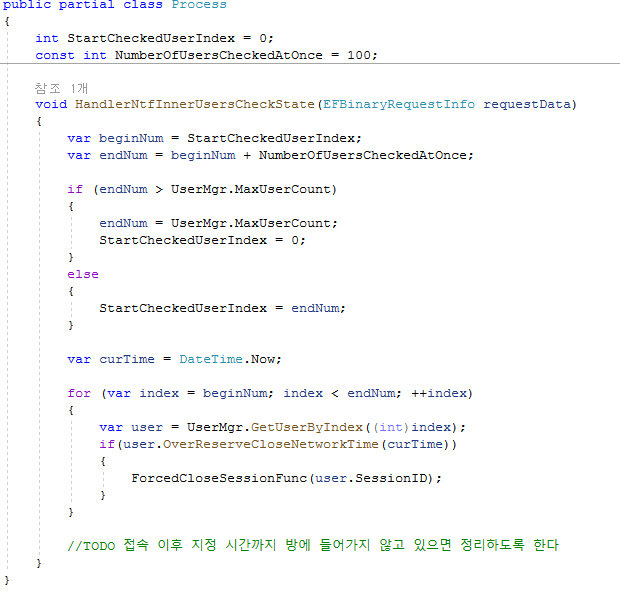 public partial class Process
{
    int StartCheckedUserIndex = 0;
    const int NumberOfUsersCheckedAtOnce = 100;
    참조 1개
    void HandlerNtfInnerUsersCheckState(EFBinaryRequestInfo requestData)
    {
        var beginNum = StartCheckedUserIndex;
        var endNum = beginNum + NumberOfUsersCheckedAtOnce;
        if (endNum > UserMgr.MaxUserCount)
        {
            endNum = UserMgr.MaxUserCount;
            StartCheckedUserIndex = 0;
        }
        else
        {
            StartCheckedUserIndex = endNum;
        }
        var curTime = DateTime.Now;
        for (var index = beginNum; index < endNum; ++index)
        {
            var user = UserMgr.GetUserByIndex((int)index);
            if(user.OverReserveCloseNetworkTime(curTime))
            {
                ForcedCloseSessionFunc(user.SessionID);
            }
        }
        //TODO 접속 이후 지정 시간까지 방에 들어가지 않고 있으면 정리하도록 한다
    }
}